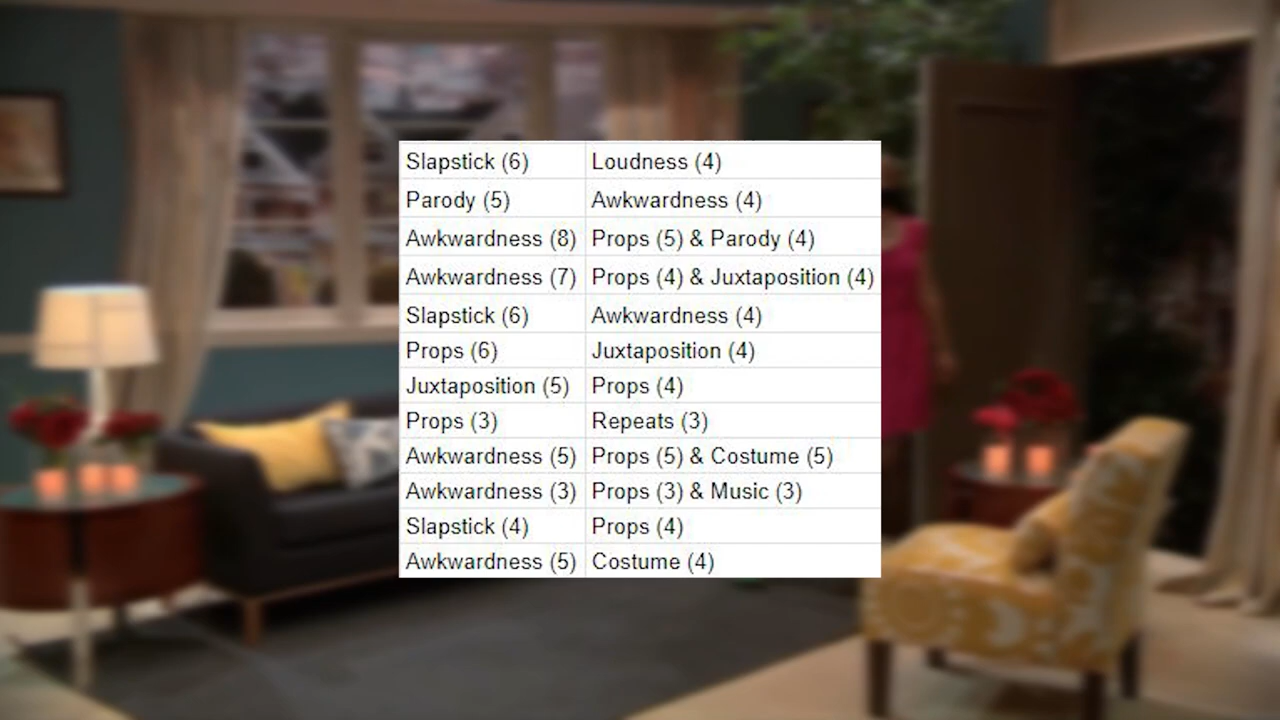 Slapstick (6) Loudness (4)
Parody (5) Awkwardness (4)
Awkwardness (8) Props (5) & Parody (4)
Awkwardness (7) Props (4) & Juxtaposition (4)
Slapstick (6) Awkwardness (4)
Props (6) Juxtaposition (4)
Juxtaposition (5) Props (4)
Props (3) Repeats (3)
Awkwardness (5) Props (5) & Costume (5)
Awkwardness (3) Props (3) & Music (3)
Slapstick (4) Props (4)
Awkwardness (5) Costume (4)